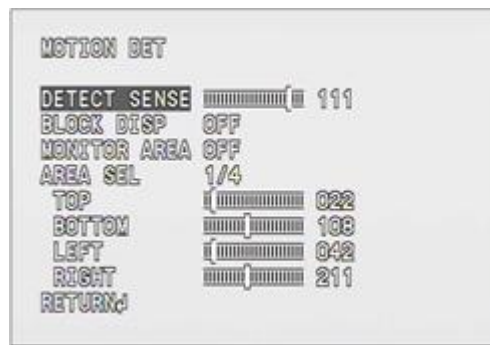 MOTION DET
DETECT SENSE 111
BLOCK DISP OFF
MONITOR AREA OFF
AREA SEL 1/4
TOP 022
BOTTOM 108
LEFT 042
RIGHT 211
RETURN↲